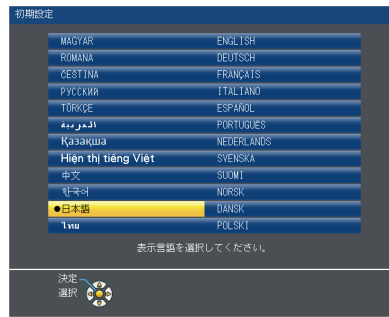 初期設定
MAGYAR ENGLISH
ROMÂNA DEUTSCH
ČEŠTINA FRANÇAIS
РУССКИЙ ITALIANO
TÜRKÇE ESPAÑOL
العربية PORTUGUÊS
Қазақша NEDERLANDS
Hiện thị tiếng Việt SVENSKA
中文 SUOMI
한국어 NORSK
●日本語 DANSK
ไทย POLSKI
表示言語を選択してください。
決定
選択